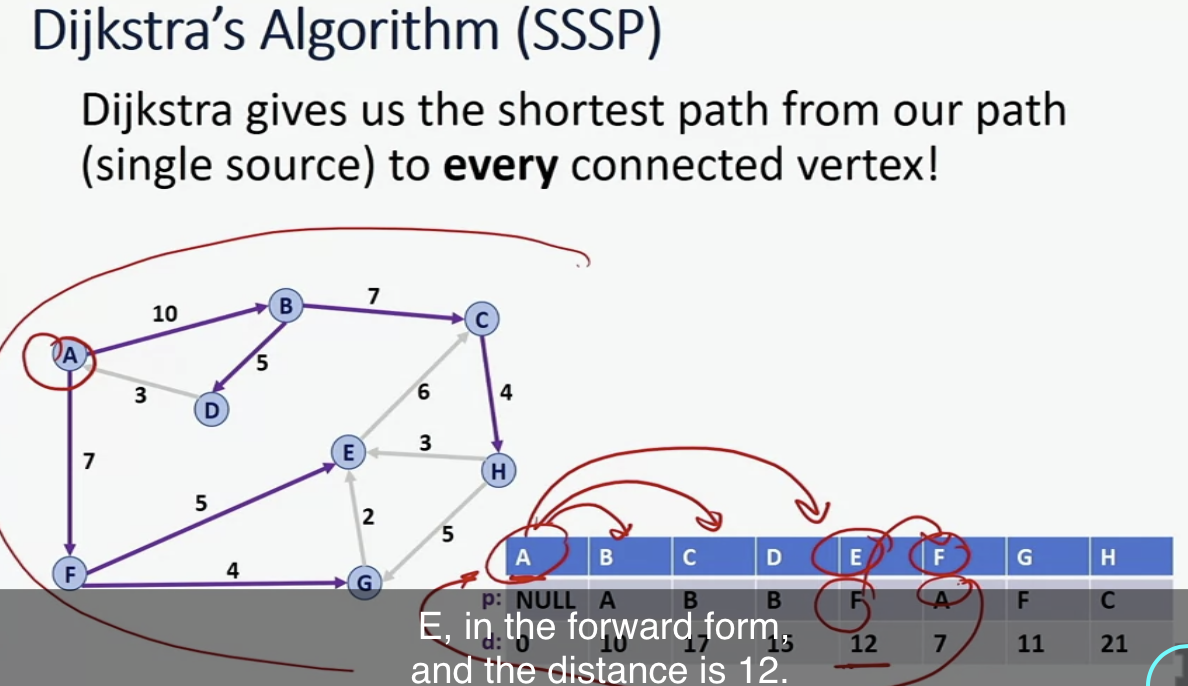 Dijkstra's Algorithm (SSSP)
Dijkstra gives us the shortest path from our path
(single source) to every connected vertex!
10
B
7
C
A
5
3
D
6
4
7
E
3
H
5
2
5
F
4
G
A B C D E F G H
p: NULL A B B F A F C
d: 0 10 17 15 12 7 11 21
E, in the forward form,
and the distance is 12.